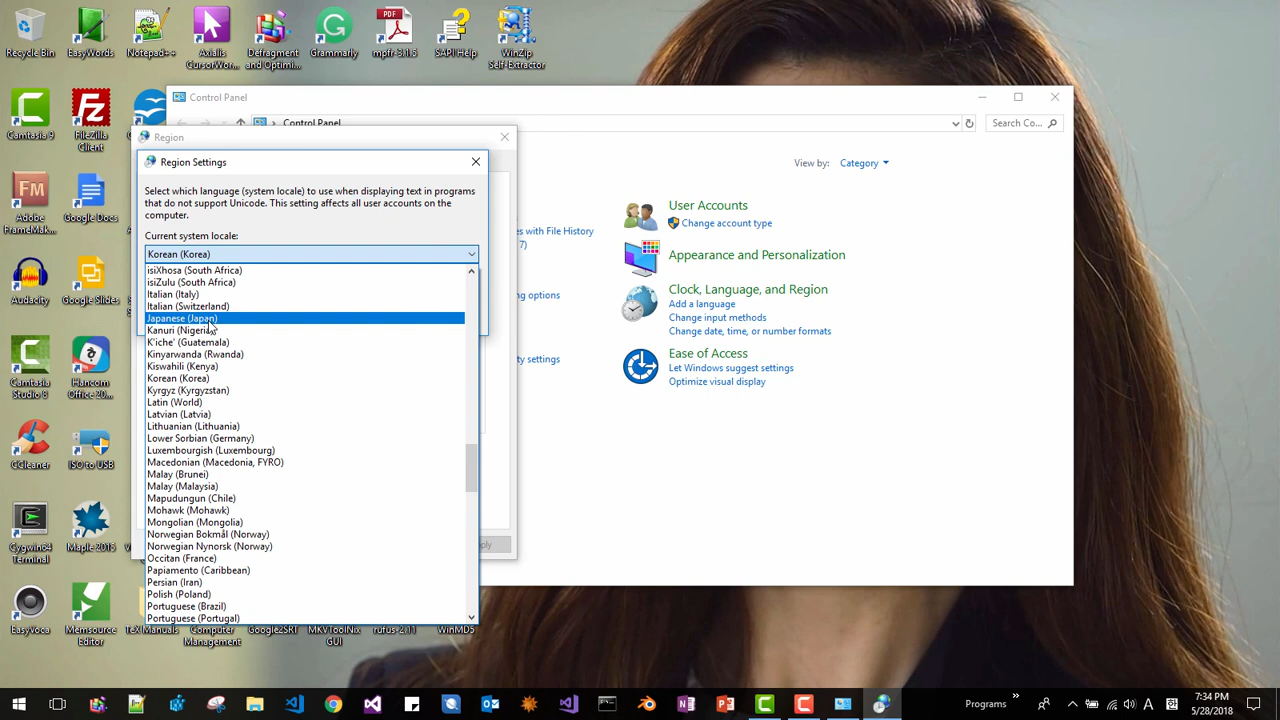 Recycle Bin
EasyWords
Notepad++
Axialis
CursorWor...
Defragment
and Optimi...
Grammarly
mpfr-3.1.5
SAPI Help
WinZip
Self-Extractor
Camtasia 9
FileZilla
Client
Adobe
FrameMak...
Google Docs
Audacity
Google Slides
Camtasia
Studio 8
Hancom
Office 20...
CCleaner
ISO to USB
Cygwin64
Terminal
Maple 2015
EasyVoca
Memsource
Editor
TeX Manuals
Computer
Management
Google2SRT
MKVToolNix
GUI
rufus-2.11
WinMD5
Control Panel
Control Panel
Search Co...
View by:
Category
User Accounts
Change account type
Appearance and Personalization
Clock, Language, and Region
Add a language
Change input methods
Change date, time, or number formats
Ease of Access
Let Windows suggest settings
Optimize visual display
es with File History
7)
ng options
ty settings
Region
Region Settings
Select which language (system locale) to use when displaying text in programs
that do not support Unicode. This setting affects all user accounts on the
computer.
Current system locale:
Korean (Korea)
isiXhosa (South Africa)
isiZulu (South Africa)
Italian (Italy)
Italian (Switzerland)
Japanese (Japan)
Kanuri (Nigeria)
K'iche' (Guatemala)
Kinyarwanda (Rwanda)
Kiswahili (Kenya)
Korean (Korea)
Kyrgyz (Kyrgyzstan)
Latin (World)
Latvian (Latvia)
Lithuanian (Lithuania)
Lower Sorbian (Germany)
Luxembourgish (Luxembourg)
Macedonian (Macedonia, FYRO)
Malay (Brunei)
Malay (Malaysia)
Mapudungun (Chile)
Mohawk (Mohawk)
Mongolian (Mongolia)
Norwegian Bokmål (Norway)
Norwegian Nynorsk (Norway)
Occitan (France)
Papiamento (Caribbean)
Persian (Iran)
Polish (Poland)
Portuguese (Brazil)
Portuguese (Portugal)
Programs
A
7:34 PM
5/28/2018